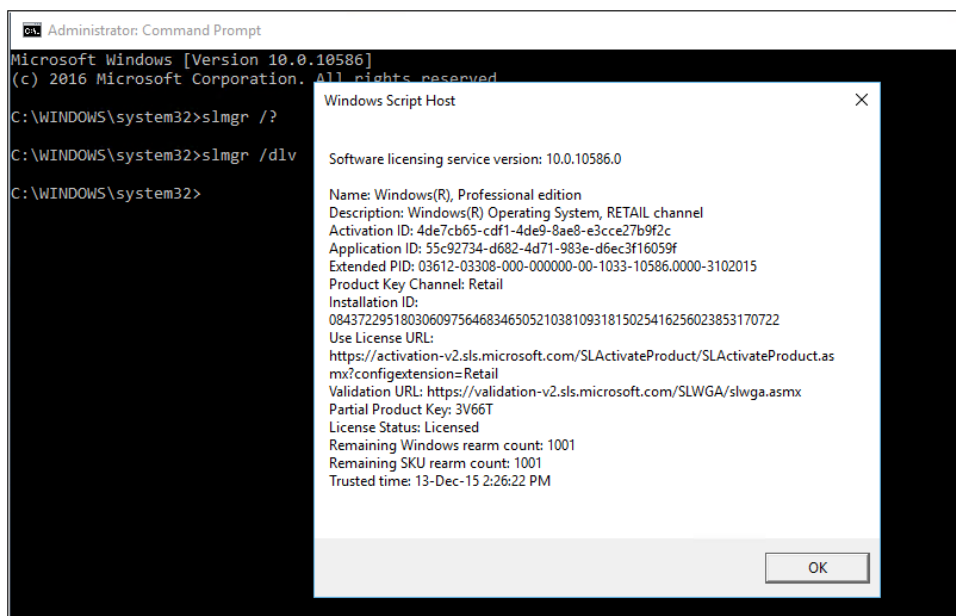 Administrator: Command Prompt
Microsoft Windows [Version 10.0.10586]
(c) 2016 Microsoft Corporation. All rights reserved
C:\WINDOWS\system32>slmgr /?
C:\WINDOWS\system32>slmgr /dlv
C:\WINDOWS\system32>
Windows Script Host
Software licensing service version: 10.0.10586.0
Name: Windows(R), Professional edition
Description: Windows(R) Operating System, RETAIL channel
Activation ID: 4de7cb65-cdf1-4de9-8ae8-e3cce27b9f2c
Application ID: 55c92734-d682-4d71-983e-d6ec3f16059f
Extended PID: 03612-03308-000-000000-00-1033-10586.0000-3102015
Product Key Channel: Retail
Installation ID:
084372295180306097564683465052103810931815025416256023853170722
Use License URL:
https://activation-v2.sls.microsoft.com/SLActivateProduct/SLActivateProduct.as
mx?configextension=Retail
Validation URL: https://validation-v2.sls.microsoft.com/SLWGA/slwga.asmx
Partial Product Key: 3V66T
License Status: Licensed
Remaining Windows rearm count: 1001
Remaining SKU rearm count: 1001
Trusted time: 13-Dec-15 2:26:22 PM
OK